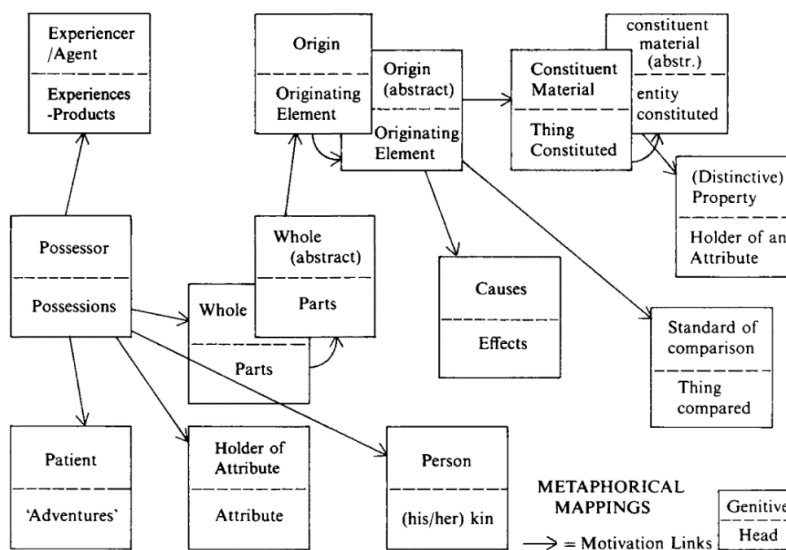 Experiencer
/Agent
Experiences
-Products
Origin
Originating
Element
Origin
(abstract)
Originating
Element
Constituent
Material
Thing
Constituted
constituent
material
(abstr.)
entity
constituted
(Distinctive)
Property
Holder of an
Attribute
Possessor
Possessions
Whole
Parts
Whole
(abstract)
Parts
Causes
Effects
Standard of
comparison
Thing
compared
Patient
'Adventures'
Holder of
Attribute
Attribute
Person
(his/her) kin
METAPHORICAL
MAPPINGS
= Motivation Links
Genitive
Head